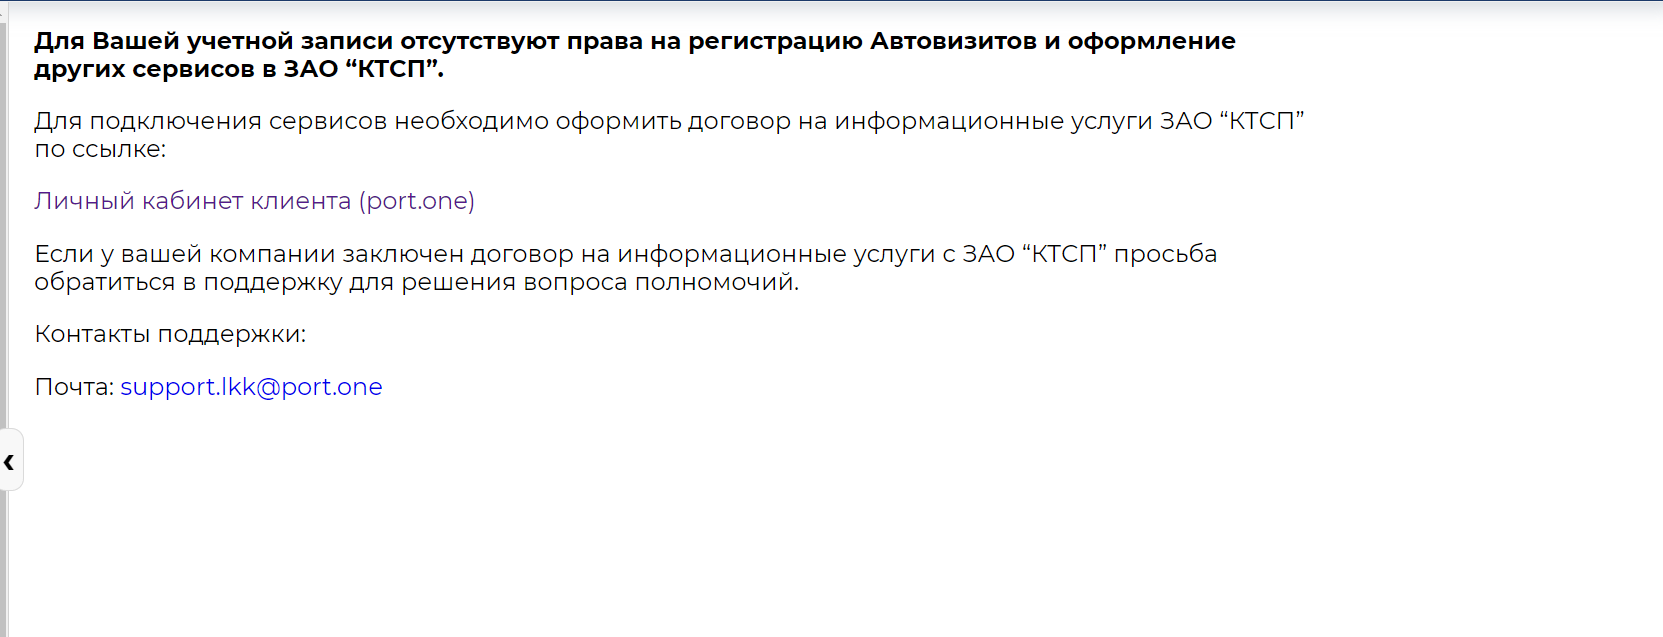 Для Вашей учетной записи отсутствуют права на регистрацию Автовизитов и оформление
других сервисов в ЗАО “КТСП”.
Для подключения сервисов необходимо оформить договор на информационные услуги ЗАО “КТСП”
по ссылке:
Личный кабинет клиента (port.one)
Если у вашей компании заключен договор на информационные услуги с ЗАО “КТСП” просьба
обратиться в поддержку для решения вопроса полномочий.
Контакты поддержки:
Почта: support.lkk@port.one